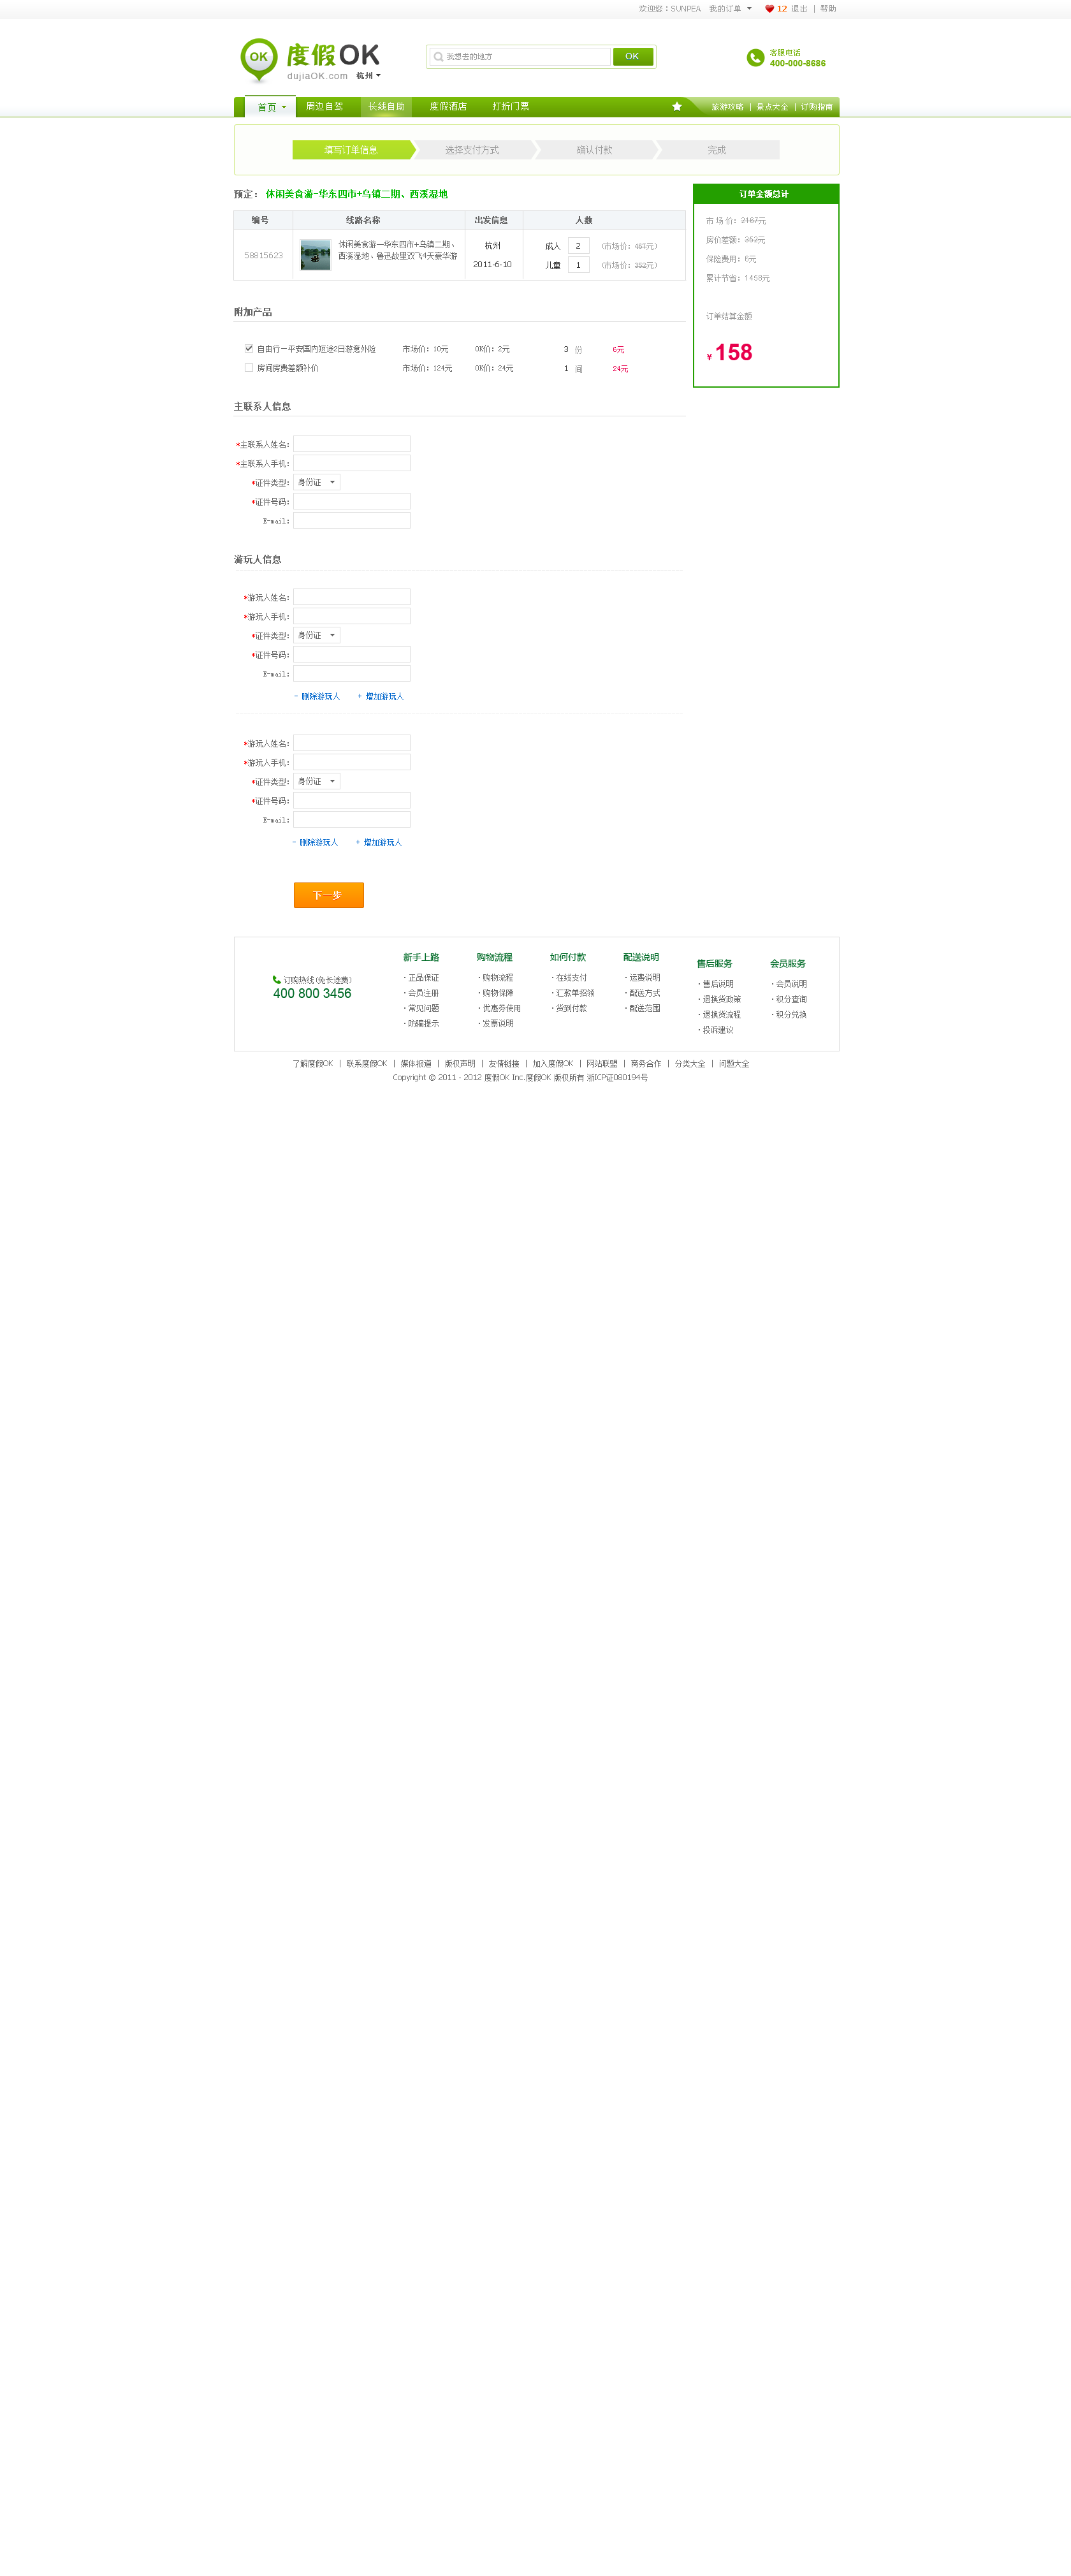 欢迎您：SUNPEA 我的订单 12 退出 | 帮助
OK 度假OK
dujiaOK.com 杭州
我想去的地方 OK
客服电话
400-000-8686
首页 周边自驾 长线自助 度假酒店 打折门票 旅游攻略 | 景点大全 | 订购指南
填写订单信息 选择支付方式 确认付款 完成
预定： 休闲美食游-华东四市+乌镇二期、西溪湿地
编号 线路名称 出发信息 人数
58815623
休闲美食游—华东四市+乌镇二期、
西溪湿地、鲁迅故里双飞4天豪华游
杭州
2011-6-10
成人 2 (市场价: 467元)
儿童 1 (市场价: 352元)
订单金额总计
市 场 价: 2167元
房价差额: 362元
保险费用: 6元
累计节省: 1450元
订单结算金额
¥158
附加产品
自由行－平安国内短途2日游意外险 市场价: 10元 OK价: 2元 3 份 6元
房间房费差额补价 市场价: 124元 OK价: 24元 1 间 24元
主联系人信息
*主联系人姓名:
*主联系人手机:
*证件类型: 身份证
*证件号码:
E-mail:
游玩人信息
*游玩人姓名:
*游玩人手机:
*证件类型: 身份证
*证件号码:
E-mail:
- 删除游玩人 + 增加游玩人
*游玩人姓名:
*游玩人手机:
*证件类型: 身份证
*证件号码:
E-mail:
- 删除游玩人 + 增加游玩人
下一步
订购热线(免长途费)
400 800 3456
新手上路
· 正品保证
· 会员注册
· 常见问题
· 防骗提示
购物流程
· 购物流程
· 购物保障
· 优惠券使用
· 发票说明
如何付款
· 在线支付
· 汇款单招领
· 货到付款
配送说明
· 运费说明
· 配送方式
· 配送范围
售后服务
· 售后说明
· 退换货政策
· 退换货流程
· 投诉建议
会员服务
· 会员说明
· 积分查询
· 积分兑换
了解度假OK | 联系度假OK | 媒体报道 | 版权声明 | 友情链接 | 加入度假OK | 网站联盟 | 商务合作 | 分类大全 | 问题大全
Copyright © 2011 - 2012 度假OK Inc.度假OK 版权所有 浙ICP证080194号